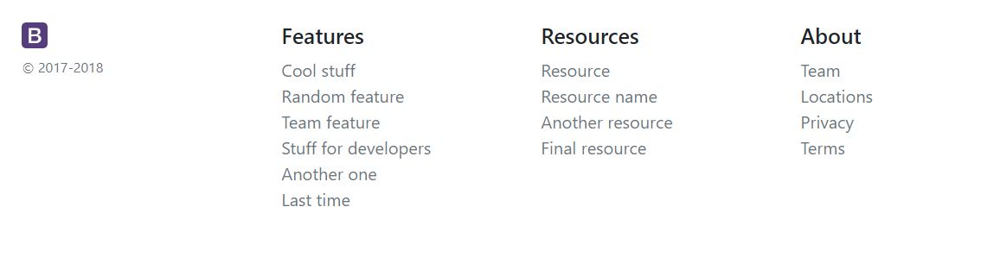 B
© 2017-2018
Features
Cool stuff
Random feature
Team feature
Stuff for developers
Another one
Last time
Resources
Resource
Resource name
Another resource
Final resource
About
Team
Locations
Privacy
Terms